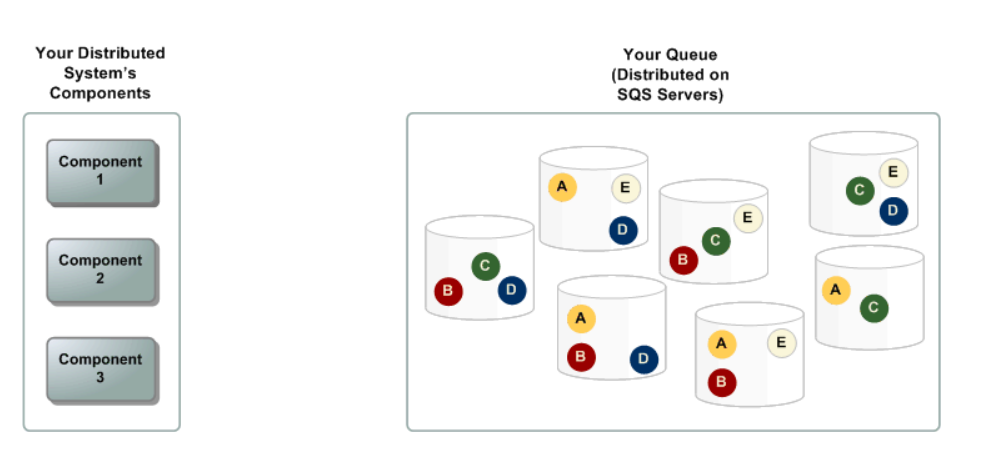 Your Distributed
System's
Components
Component
1
Component
2
Component
3
Your Queue
(Distributed on
SQS Servers)
B
C
D
A
E
D
B
C
E
C
E
D
A
B
D
A
E
B
A
C